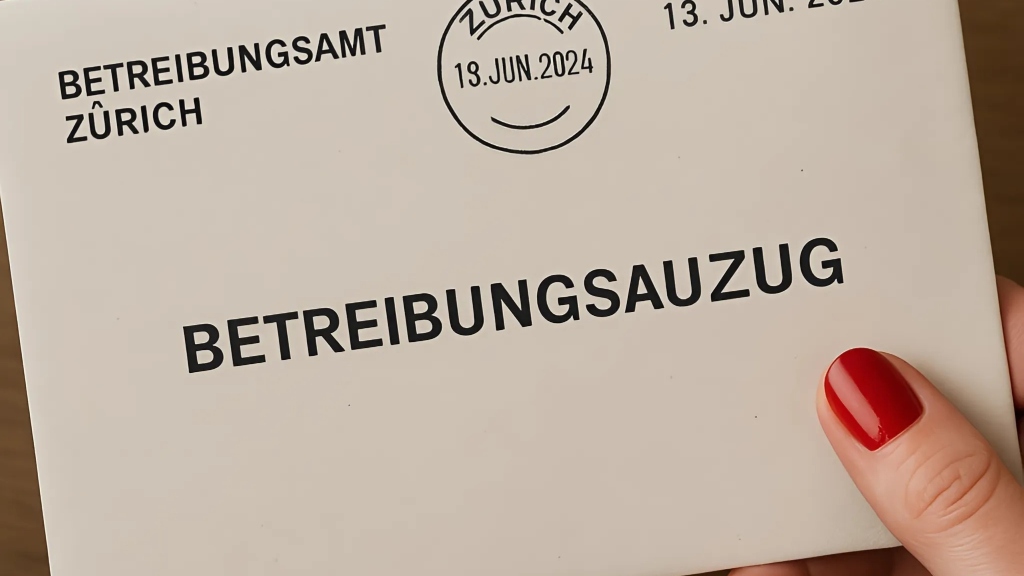 BETREIBUNGSAMT
ZÛRICH
ZÜRICH
13.JUN.2024
13. JUN.
BETREIBUNGSAUZUG